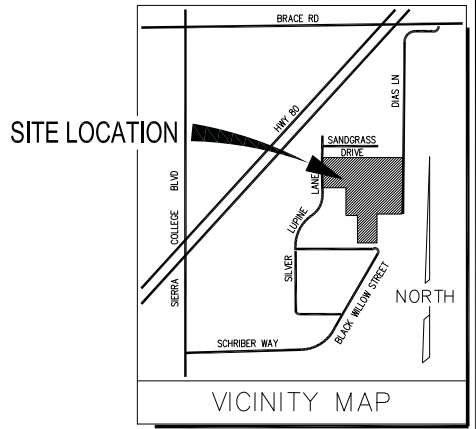 BRACE RD
HWY 80
DIAS LN
SITE LOCATION
SANDGRASS
DRIVE
SIERRA COLLEGE BLVD
SILVER LUPINE LANE
NORTH
BLACK WILLOW STREET
SCHRIBER WAY
VICINITY MAP